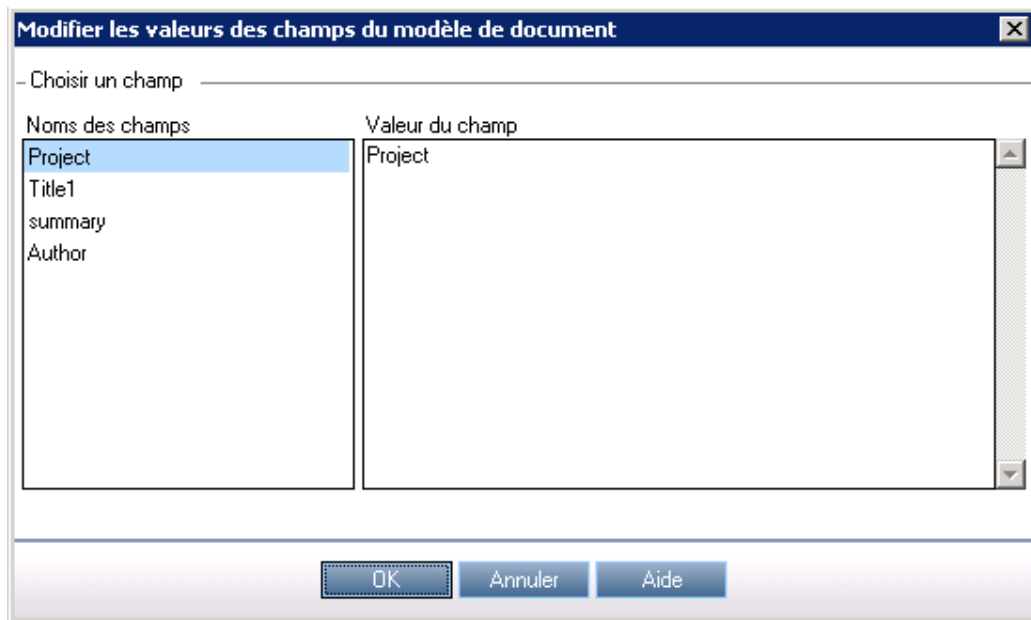 Modifier les valeurs des champs du modèle de document
Choisir un champ
Noms des champs
Valeur du champ
Project
Project
Title1
summary
Author
OK
Annuler
Aide